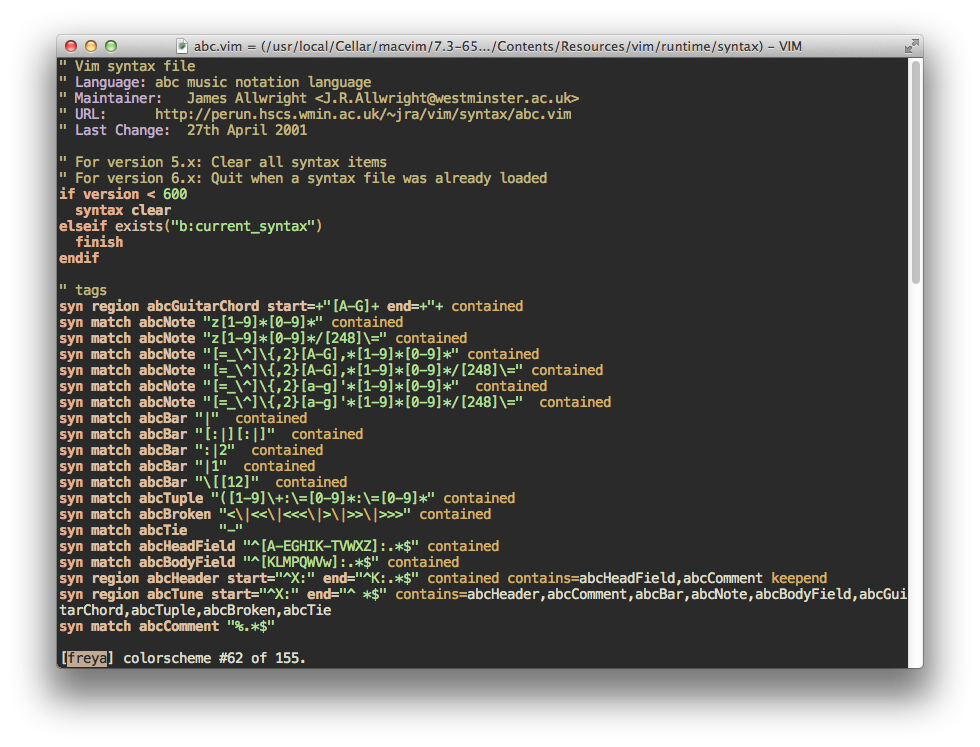 abc.vim = (/usr/local/Cellar/macvim/7.3-65.../Contents/Resources/vim/runtime/syntax) – VIM
" Vim syntax file
" Language: abc music notation language
" Maintainer:   James Allwright <J.R.Allwright@westminster.ac.uk>
" URL:      http://perun.hscs.wmin.ac.uk/~jra/vim/syntax/abc.vim
" Last Change:  27th April 2001

" For version 5.x: Clear all syntax items
" For version 6.x: Quit when a syntax file was already loaded
if version < 600
  syntax clear
elseif exists("b:current_syntax")
  finish
endif

" tags
syn region abcGuitarChord start=+"[A-G]+ end=+"+ contained
syn match abcNote "z[1-9]*[0-9]*" contained
syn match abcNote "z[1-9]*[0-9]*/[248]\=" contained
syn match abcNote "[=_\^]\{,2}[A-G],*[1-9]*[0-9]*" contained
syn match abcNote "[=_\^]\{,2}[A-G],*[1-9]*[0-9]*/[248]\=" contained
syn match abcNote "[=_\^]\{,2}[a-g]'*[1-9]*[0-9]*"  contained
syn match abcNote "[=_\^]\{,2}[a-g]'*[1-9]*[0-9]*/[248]\="  contained
syn match abcBar "|"  contained
syn match abcBar "[:|][:|]"  contained
syn match abcBar ":|2"  contained
syn match abcBar "|1"  contained
syn match abcBar "\[[12]"  contained
syn match abcTuple "([1-9]\+:\=[0-9]*:\=[0-9]*" contained
syn match abcBroken "<\|<<\|<<<\|>\|>>\|>>>" contained
syn match abcTie    "-"
syn match abcHeadField "^[A-EGHIK-TVWXZ]:.*$" contained
syn match abcBodyField "^[KLMPQWVw]:.*$" contained
syn region abcHeader start="^X:" end="^K:.*$" contained contains=abcHeadField,abcComment keepend
syn region abcTune start="^X:" end="^ *$" contains=abcHeader,abcComment,abcBar,abcNote,abcBodyField,abcGui
tarChord,abcTuple,abcBroken,abcTie
syn match abcComment "%.*$"

[freya] colorscheme #62 of 155.